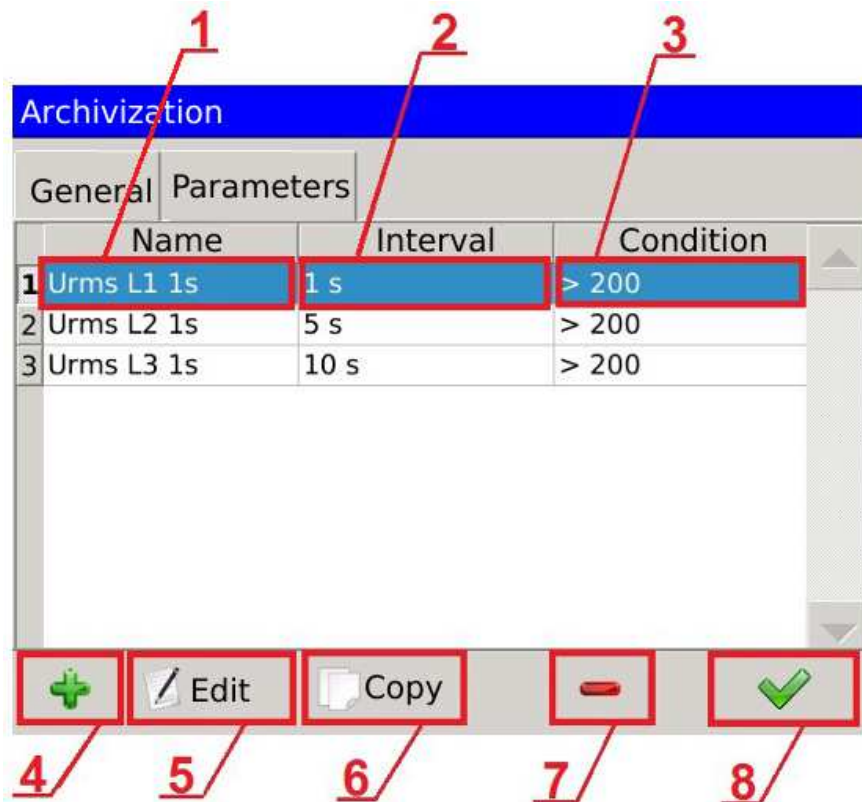 1 2 3
Archivization
General Parameters
Name Interval Condition
1 Urms L1 1s 1 s > 200
2 Urms L2 1s 5 s > 200
3 Urms L3 1s 10 s > 200
Edit Copy
4 5 6 7 8